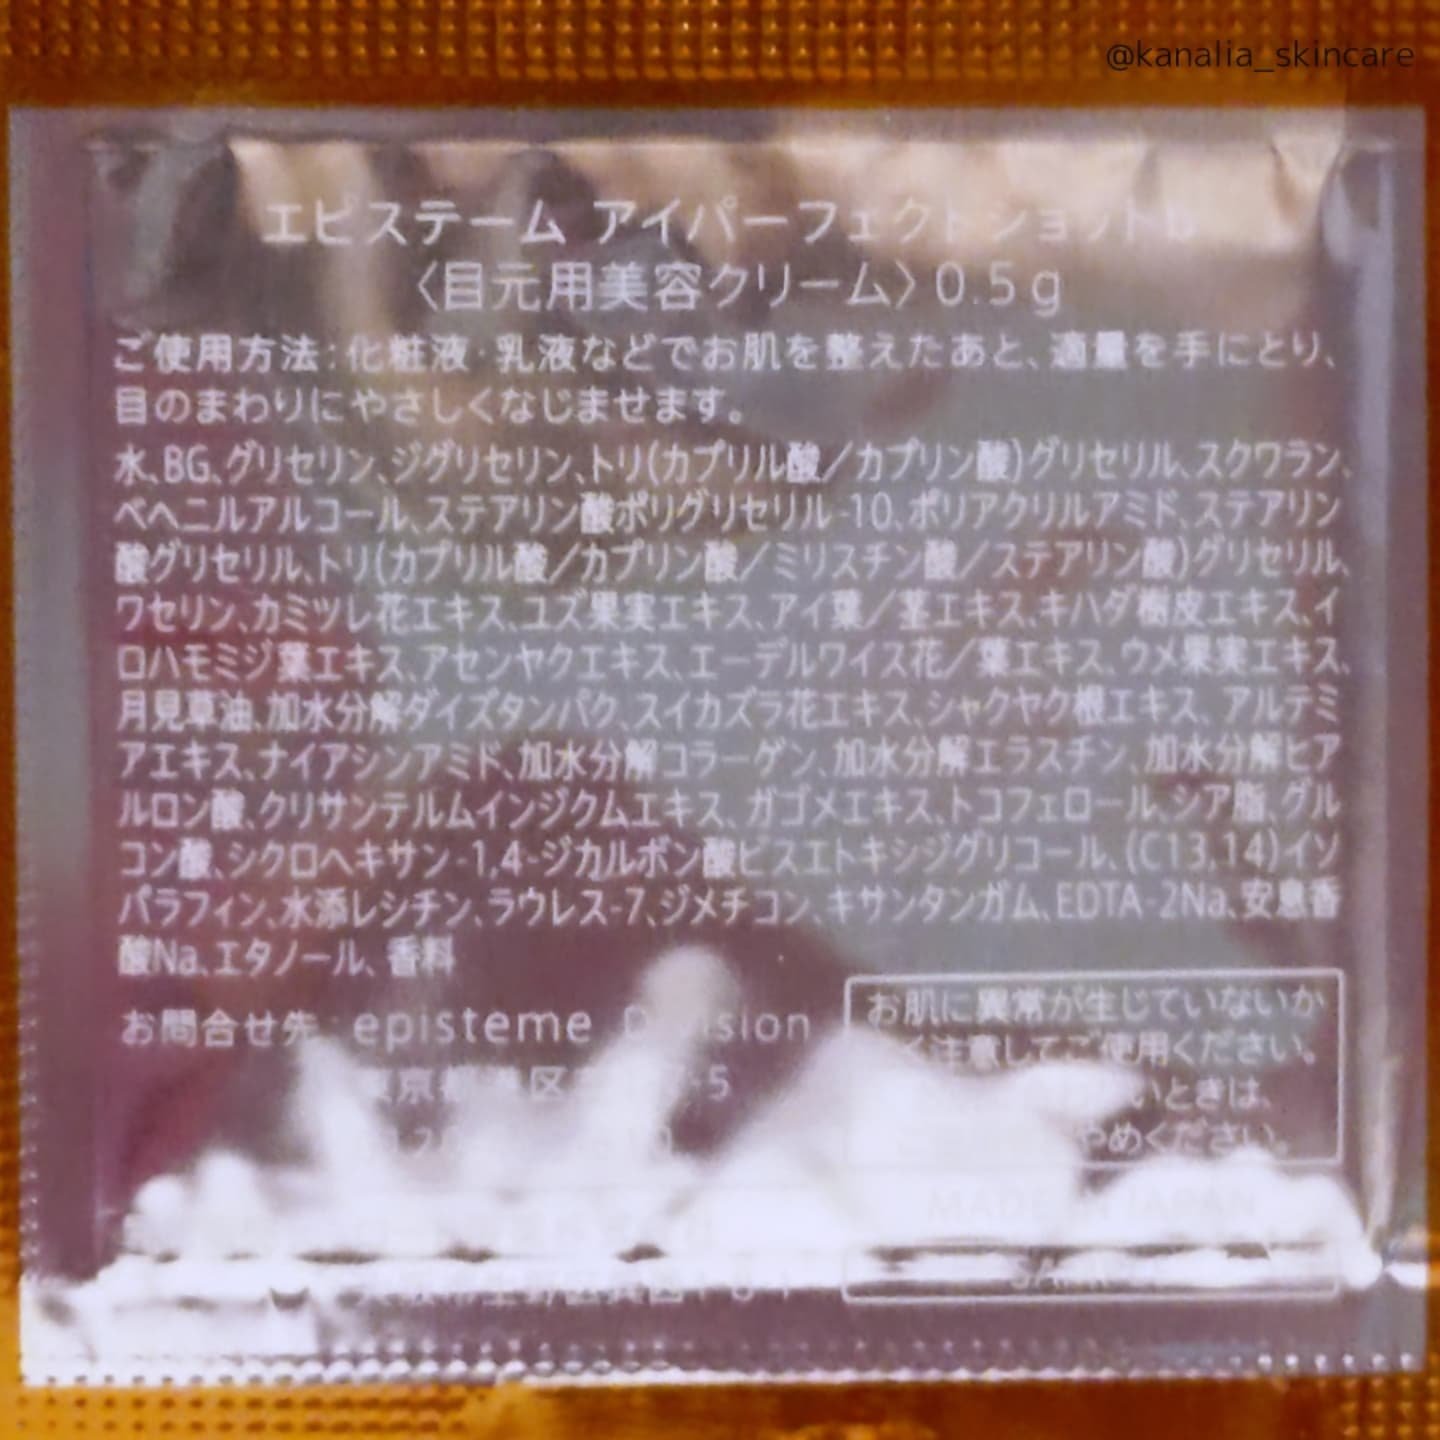 @kanalia_skincare
エピステーム アイパーフェクトショットb
〈目元用美容クリーム〉0.5g
ご使用方法:化粧液・乳液などでお肌を整えたあと、適量を手にとり、
目のまわりにやさしくなじませます。
水、BG、グリセリン、ジグリセリン、トリ(カプリル酸/カプリン酸)グリセリル、スクワラン、
ベヘニルアルコール、ステアリン酸ポリグリセリル-10、ポリアクリルアミド、ステアリン
酸グリセリル、トリ(カプリル酸/カプリン酸/ミリスチン酸/ステアリン酸)グリセリル、
ワセリン、カミツレ花エキス、ユズ果実エキス、アイ葉/茎エキス、キハダ樹皮エキス、イ
ロハモミジ葉エキス、アセンヤクエキス、エーデルワイス花/葉エキス、ウメ果実エキス、
月見草油、加水分解ダイズタンパク、スイカズラ花エキス、シャクヤク根エキス、アルテミ
アエキス、ナイアシンアミド、加水分解コラーゲン、加水分解エラスチン、加水分解ヒア
ルロン酸、クリサンテルムインジクムエキス、ガゴメエキス、トコフェロール、シア脂、グル
コン酸、シクロヘキサン-1,4-ジカルボン酸ビスエトキシジグリコール、(C13,14)イソ
パラフィン、水添レシチン、ラウレス-7、ジメチコン、キサンタンガム、EDTA-2Na、安息香
酸Na、エタノール、香料
お問合せ先:episteme Division
お肌に異常が生じていないか
注意してご使用ください。
いときは、
やめください。
MADE IN JAPAN